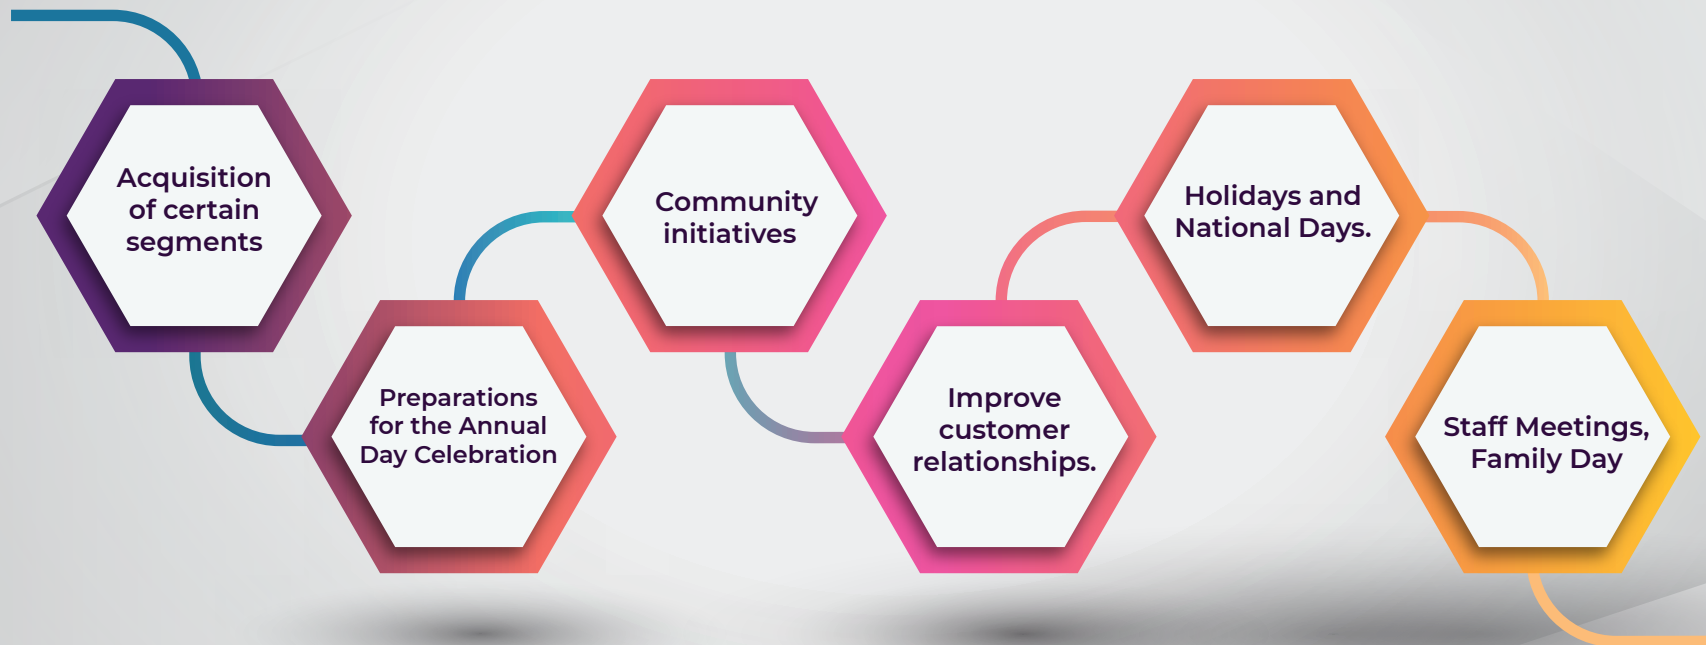 Acquisition
of certain
segments
Preparations
for the Annual
Day Celebration
Community
initiatives
Improve
customer
relationships.
Holidays and
National Days.
Staff Meetings,
Family Day